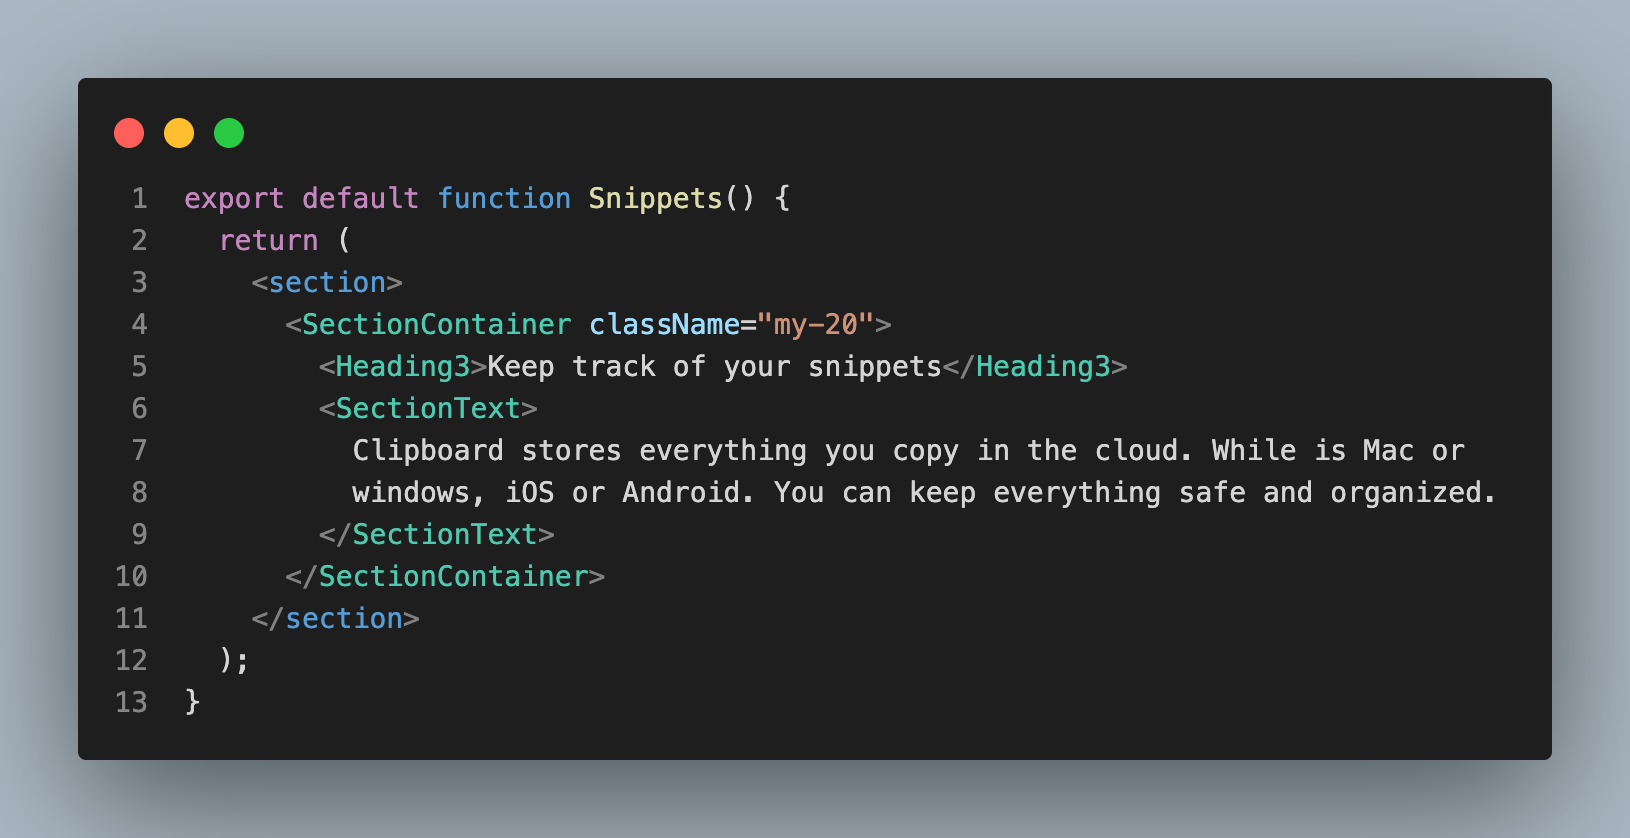 1 export default function Snippets() {
2   return (
3     <section>
4       <SectionContainer className="my-20">
5         <Heading3>Keep track of your snippets</Heading3>
6         <SectionText>
7           Clipboard stores everything you copy in the cloud. While is Mac or
8           windows, iOS or Android. You can keep everything safe and organized.
9         </SectionText>
10       </SectionContainer>
11     </section>
12   );
13 }